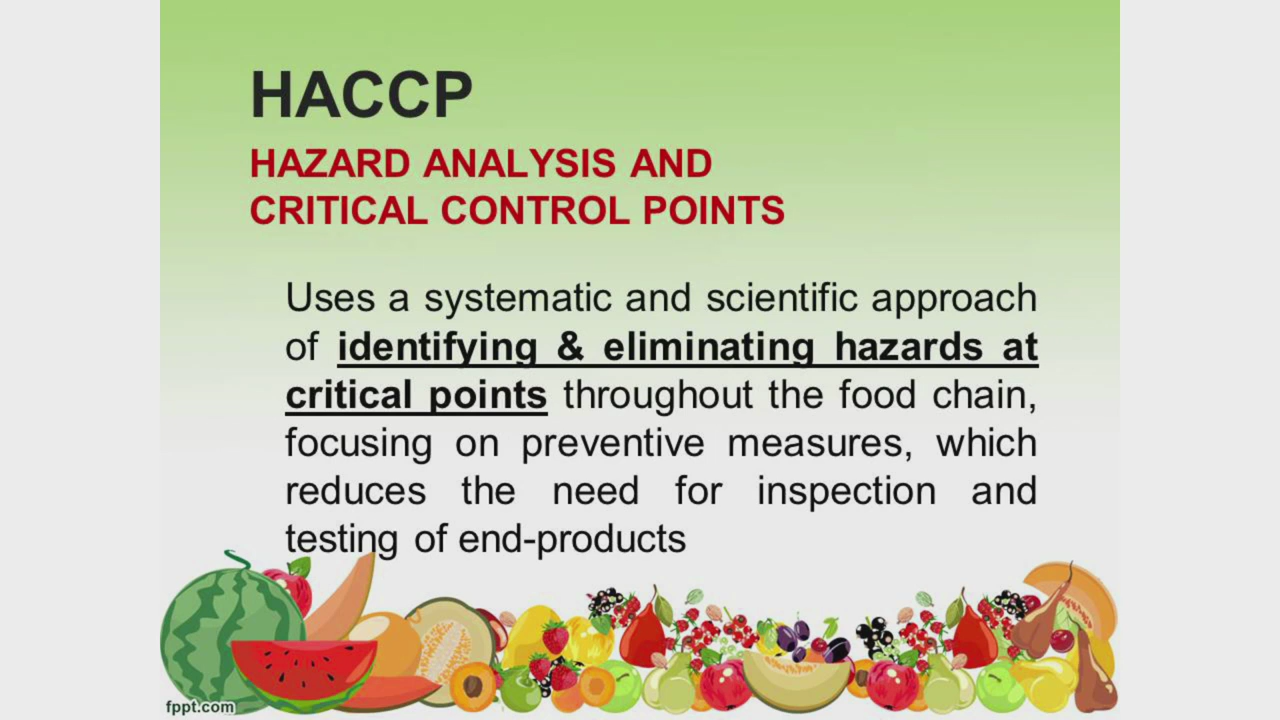 HACCP
HAZARD ANALYSIS AND
CRITICAL CONTROL POINTS
Uses a systematic and scientific approach
of identifying & eliminating hazards at
critical points throughout the food chain,
focusing on preventive measures, which
reduces the need for inspection and
testing of end-products
fppt.com